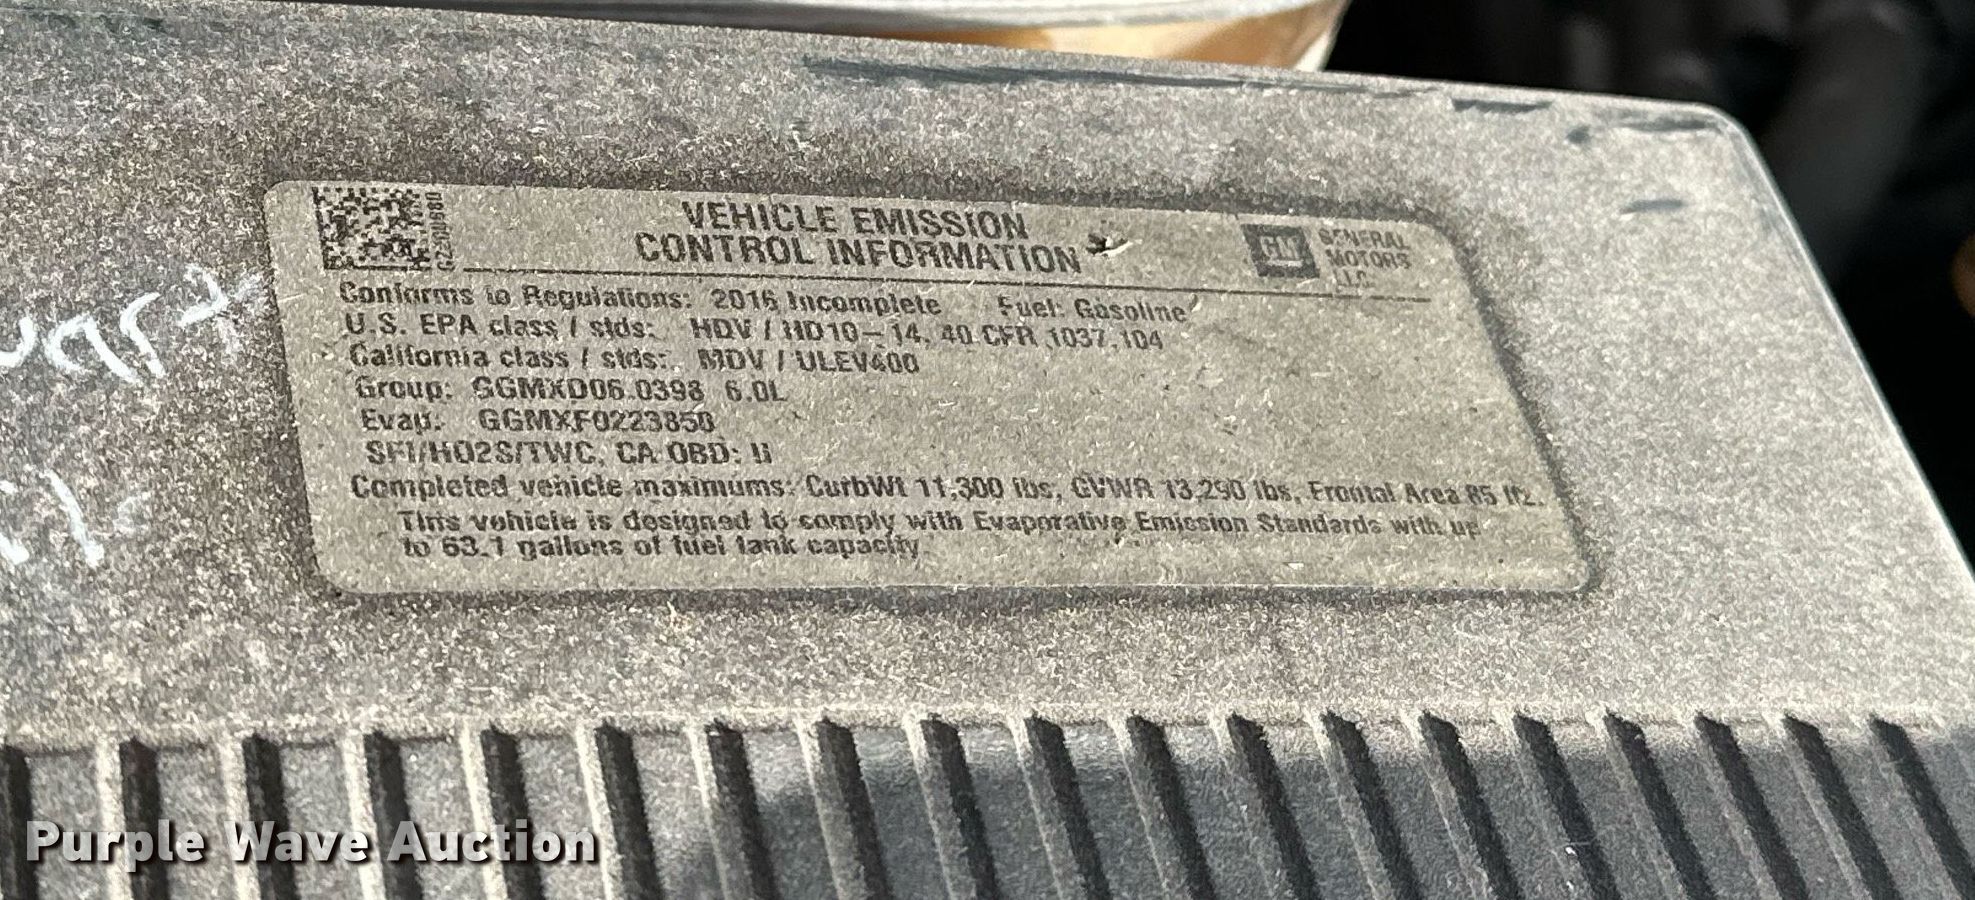 VEHICLE EMISSION
CONTROL INFORMATION
GM GENERAL
MOTORS
LLC
Conforms to Regulations: 2016 Incomplete Fuel: Gasoline
U.S. EPA class / stds: HDV / HD10-14, 40 CFR 1037.104
California class / stds: MDV / ULEV400
Group: GGMXD06.0398 6.0L
Evap: GGMXF0223850
SFI/HO2S/TWC, CA OBD: II
Completed vehicle maximums: CurbWt 11,300 lbs, GVWR 13,290 lbs, Frontal Area 85 ft2.
This vehicle is designed to comply with Evaporative Emission Standards with up
to 63.1 gallons of fuel tank capacity.
Purple Wave Auction